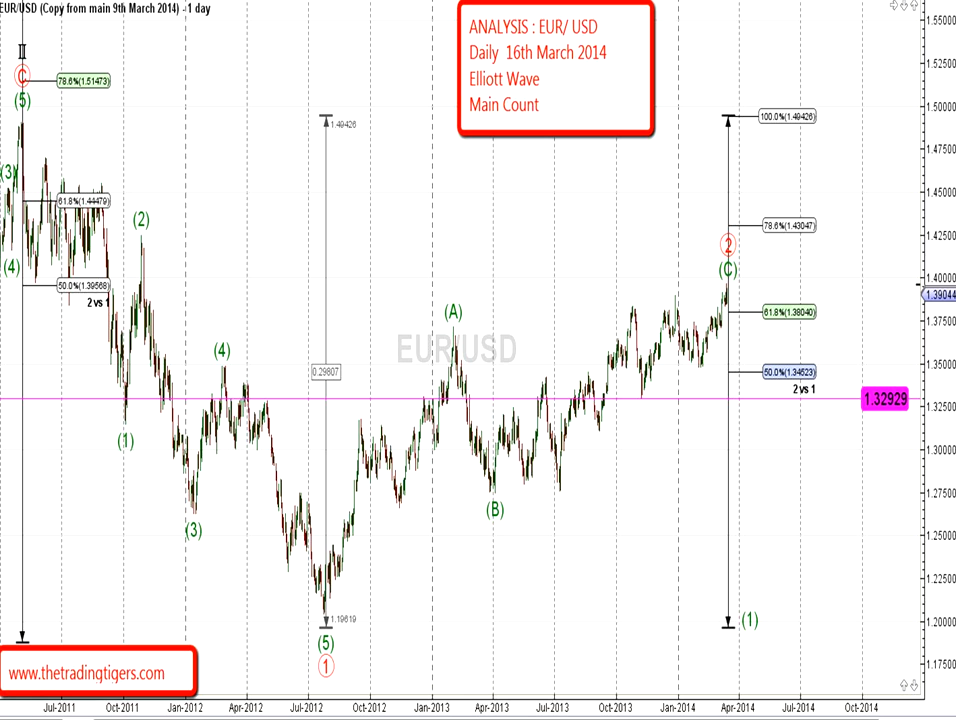 EUR/USD (Copy from main 9th March 2014) - 1 day
ANALYSIS : EUR/ USD
Daily 16th March 2014
Elliott Wave
Main Count
II
C
(5)
(3)
(4)
78.6%(1.51473)
61.8%(1.44479)
50.0%(1.39568)
2 vs 1
(2)
(1)
(4)
(3)
1.49426
0.29807
1.19619
(5)
1
(A)
(B)
EUR/USD
100.0%(1.49426)
78.6%(1.43047)
2
(C)
61.8%(1.38040)
50.0%(1.34523)
2 vs 1
(1)
1.55000
1.52500
1.50000
1.47500
1.45000
1.42500
1.40000
1.39044
1.37500
1.35000
1.32929
1.32500
1.30000
1.27500
1.25000
1.22500
1.20000
1.17500
www.thetradingtigers.com
Jul-2011 Oct-2011 Jan-2012 Apr-2012 Jul-2012 Oct-2012 Jan-2013 Apr-2013 Jul-2013 Oct-2013 Jan-2014 Apr-2014 Jul-2014 Oct-2014